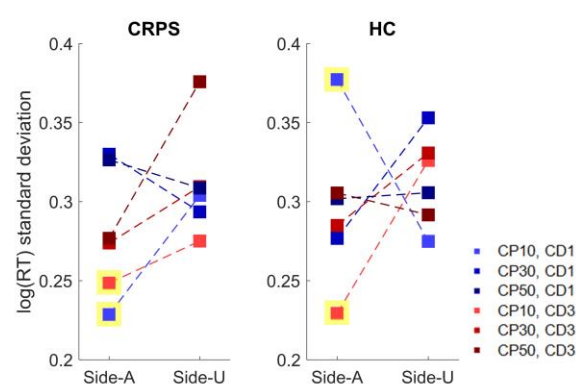 CRPS
HC
log(RT) standard deviation
0.4
0.35
0.3
0.25
0.2
Side-A
Side-U
0.4
0.35
0.3
0.25
0.2
Side-A
Side-U
CP10, CD1
CP30, CD1
CP50, CD1
CP10, CD3
CP30, CD3
CP50, CD3